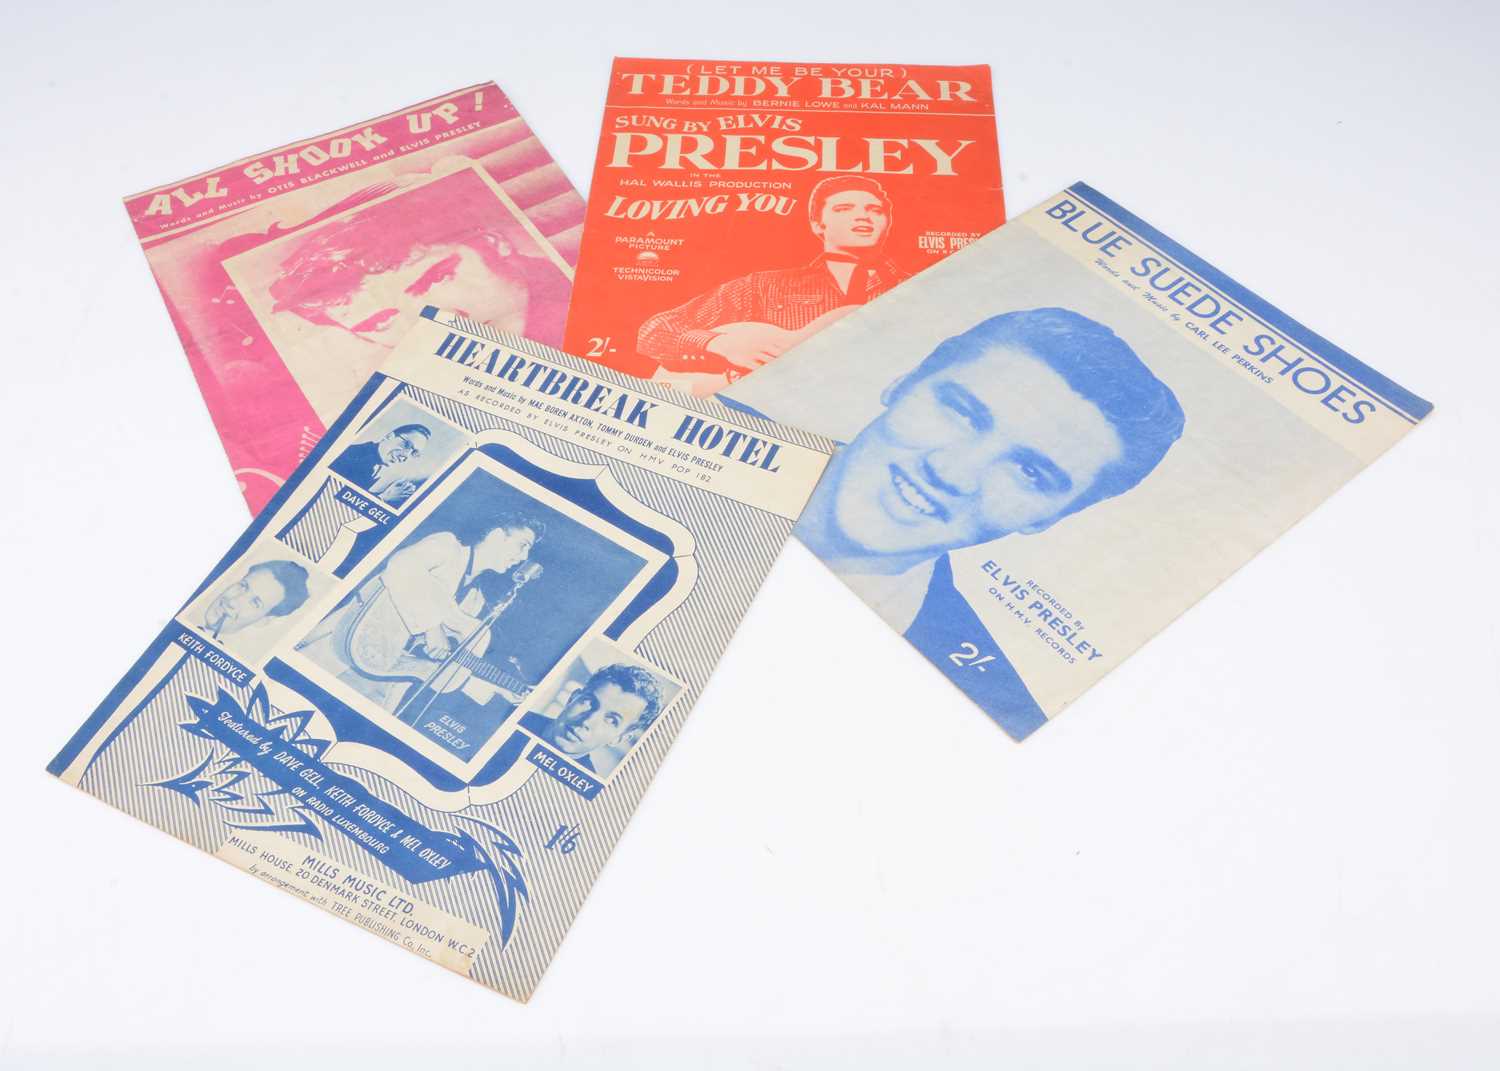 ALL SHOOK UP!
Words and Music by OTIS BLACKWELL and ELVIS PRESLEY
(LET ME BE YOUR)
TEDDY BEAR
Words and Music by BERNIE LOWE and KAL MANN
SUNG BY ELVIS
PRESLEY
IN THE
HAL WALLIS PRODUCTION
LOVING YOU
A
PARAMOUNT
PICTURE
TECHNICOLOR
VISTAVISION
RECORDED BY
ELVIS
ON
2/-
BLUE SUEDE SHOES
Words and Music by CARL LEE PERKINS
RECORDED BY
ELVIS PRESLEY
ON H.M.V. RECORDS
2/-
HEARTBREAK HOTEL
Words and Music by MAE BOREN AXTON, TOMMY DURDEN and ELVIS PRESLEY
AS RECORDED BY ELVIS PRESLEY ON H.M.V POP 182
DAVE GELL
KEITH FORDYCE
ELVIS
PRESLEY
MEL OXLEY
Featured by DAVE GELL, KEITH FORDYCE & MEL OXLEY
ON RADIO LUXEMBOURG
1/6
MILLS MUSIC LTD.
MILLS HOUSE, 20 DENMARK STREET, LONDON W.C.2
by arrangement with TREE PUBLISHING Co. Inc.